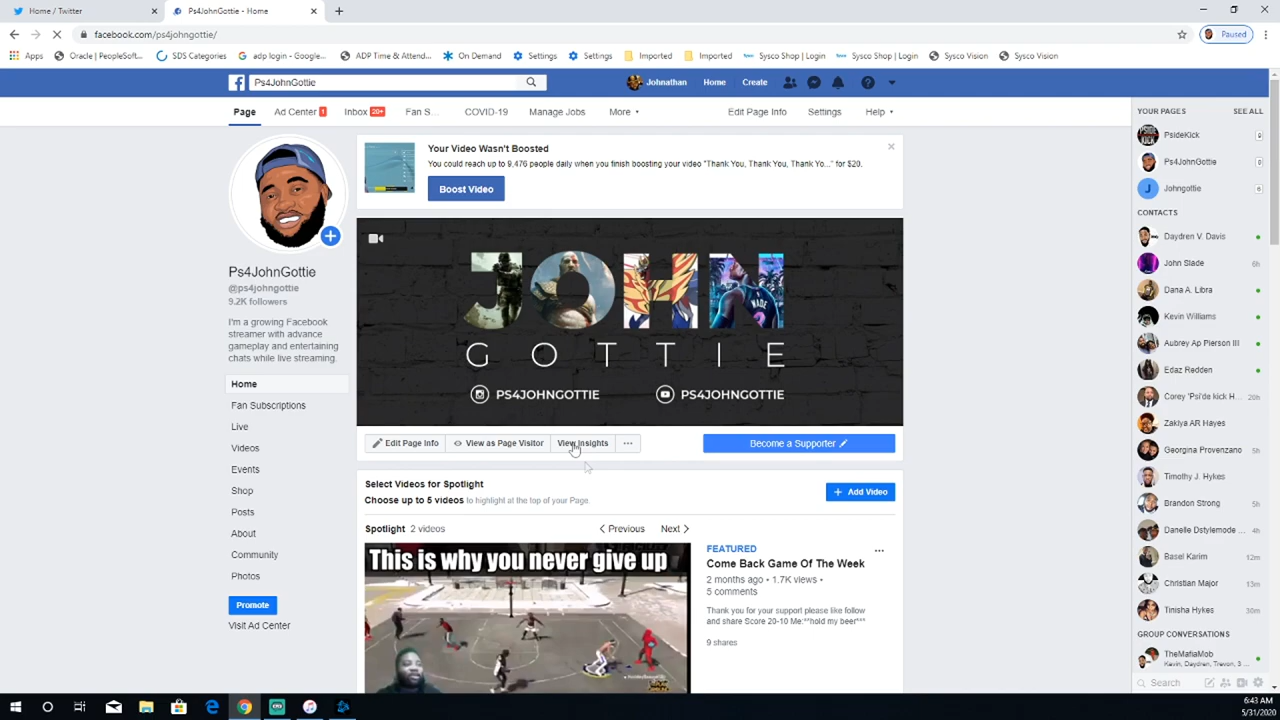 Home / Twitter
Ps4JohnGottie - Home
facebook.com/ps4johngottie/
Paused
Apps
Oracle | PeopleSoft...
SDS Categories
adp login - Google...
ADP Time & Attend...
On Demand
Settings
Settings
Imported
Imported
Sysco Shop | Login
Sysco Shop | Login
Sysco Vision
Sysco Vision
Ps4JohnGottie
Johnathan
Home
Create
Page
Ad Center 1
Inbox 20+
Fan S...
COVID-19
Manage Jobs
More
Edit Page Info
Settings
Help
Your Video Wasn't Boosted
You could reach up to 9,476 people daily when you finish boosting your video "Thank You, Thank You, Thank Yo..." for $20.
Boost Video
JOHN
GOTTIE
PS4JOHNGOTTIE
PS4JOHNGOTTIE
Ps4JohnGottie
@ps4johngottie
9.2K followers
I'm a growing Facebook
streamer with advance
gameplay and entertaining
chats while live streaming.
Home
Fan Subscriptions
Live
Videos
Events
Shop
Posts
About
Community
Photos
Promote
Visit Ad Center
Edit Page Info
View as Page Visitor
View Insights
Become a Supporter
Select Videos for Spotlight
Choose up to 5 videos to highlight at the top of your Page.
Add Video
Spotlight 2 videos
Previous
Next
This is why you never give up
FEATURED
Come Back Game Of The Week
2 months ago • 1.7K views •
5 comments
Thank you for your support please like follow
and share Score 20-10 Me:**hold my beer**
9 shares
YOUR PAGES
SEE ALL
PsideKick
Ps4JohnGottie
Johngottie
J
CONTACTS
Daydren V. Davis
John Slade 6h
Dana A. Libra
Kevin Williams
Aubrey Ap Pierson III
Edaz Redden
Corey "Psi'de kick H... 20h
Zaklya AR Hayes
Georgina Provenzano 5h
Timothy J. Hykes
Brandon Strong 5h
Danelle Dstylemode ... 4h
Basel Karim 12m
Christian Major 13m
Tinisha Hykes 30m
GROUP CONVERSATIONS
TheMafiaMob
Kevin, Daydren, Trevon, 3 ...
Search
6:43 AM
5/31/2020